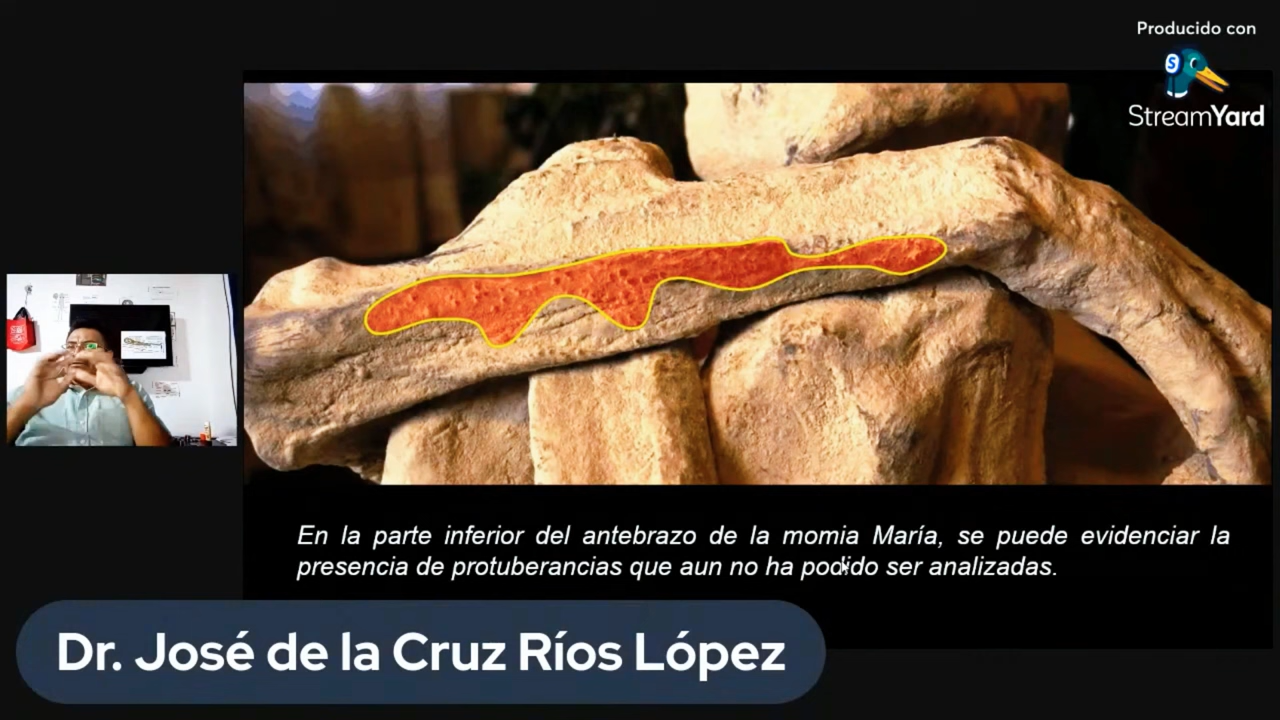 Producido con
StreamYard
En la parte inferior del antebrazo de la momia María, se puede evidenciar la
presencia de protuberancias que aun no ha podido ser analizadas.
Dr. José de la Cruz Ríos López